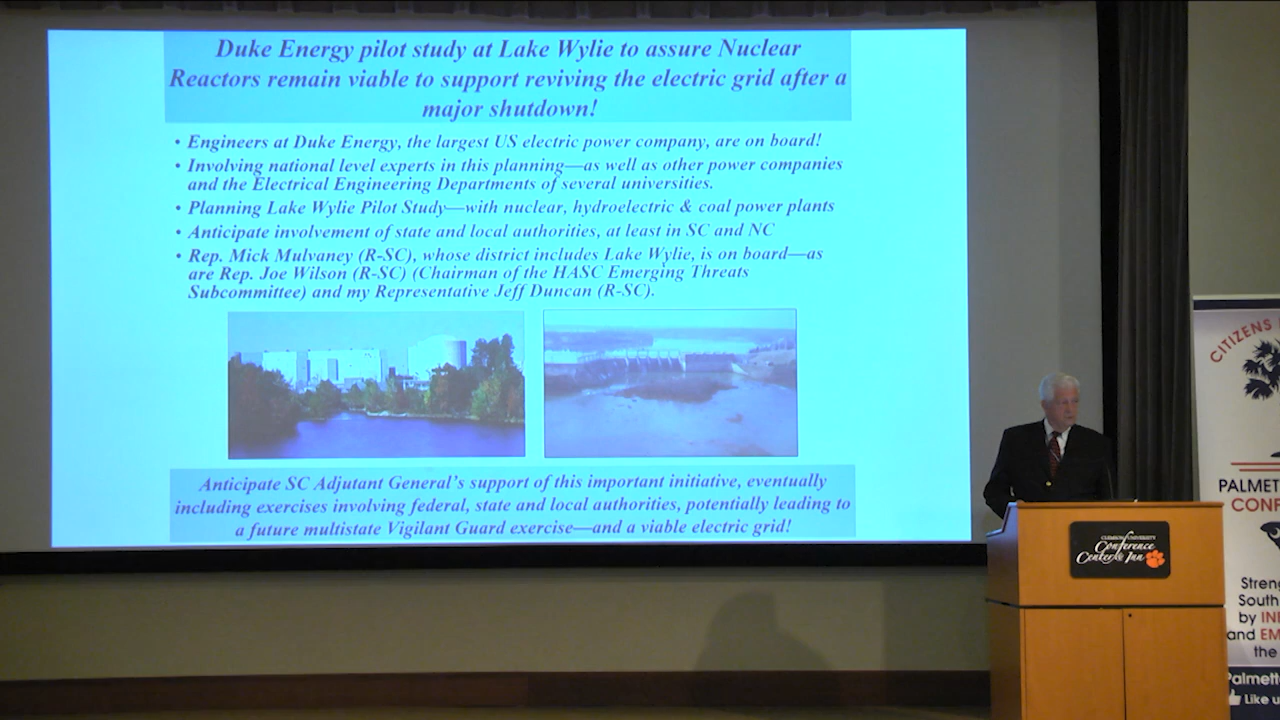 Duke Energy pilot study at Lake Wylie to assure Nuclear
Reactors remain viable to support reviving the electric grid after a
major shutdown!
• Engineers at Duke Energy, the largest US electric power company, are on board!
• Involving national level experts in this planning—as well as other power companies
and the Electrical Engineering Departments of several universities.
• Planning Lake Wylie Pilot Study—with nuclear, hydroelectric & coal power plants
• Anticipate involvement of state and local authorities, at least in SC and NC
• Rep. Mick Mulvaney (R-SC), whose district includes Lake Wylie, is on board—as
are Rep. Joe Wilson (R-SC) (Chairman of the HASC Emerging Threats
Subcommittee) and my Representative Jeff Duncan (R-SC).
Anticipate SC Adjutant General's support of this important initiative, eventually
including exercises involving federal, state and local authorities, potentially leading to
a future multistate Vigilant Guard exercise—and a viable electric grid!
CLEMSON UNIVERSITY
Conference
Center & Inn
CITIZENS
PALMET
CONF
Stren
South
by IN
and EM
the
Palmett
Like u